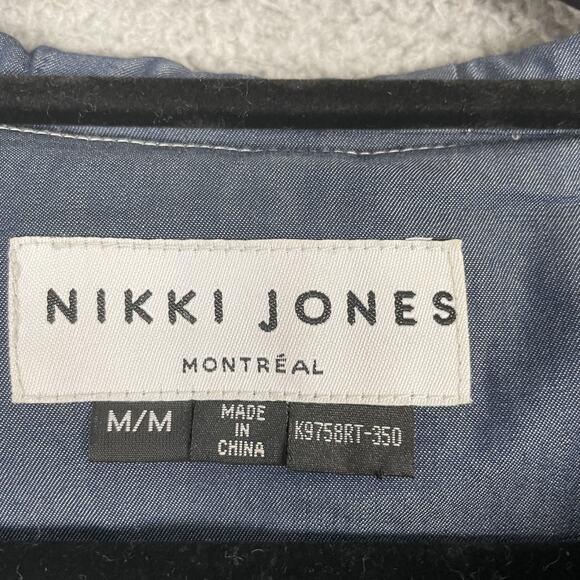 NIKKI JONES
MONTRÉAL
M/M
MADE
IN
CHINA
K9758RT-350